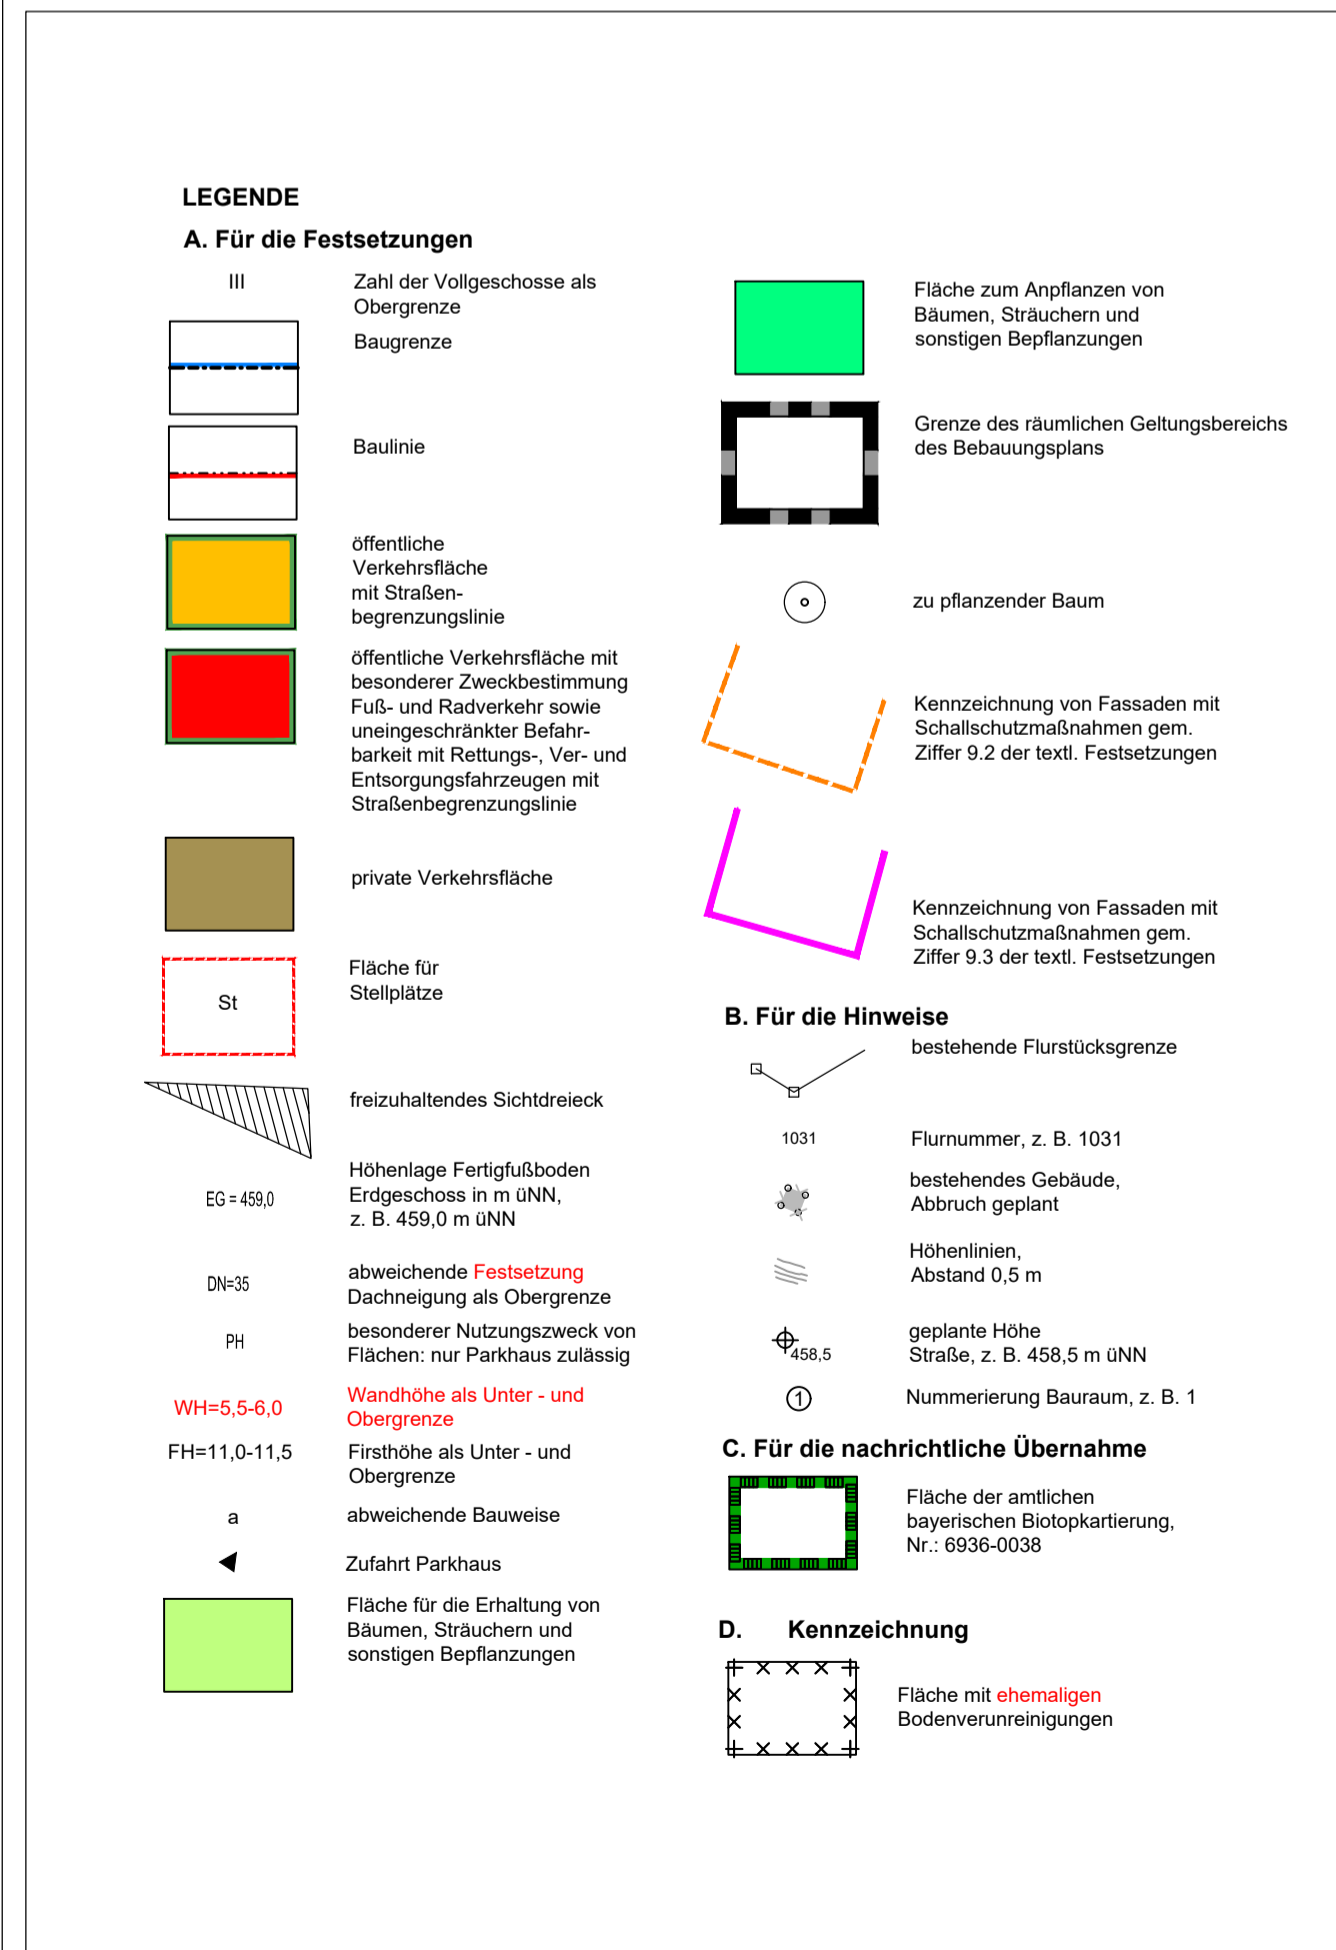 LEGENDE
A. Für die Festsetzungen
III
Zahl der Vollgeschosse als
Obergrenze
Baugrenze
Baulinie
öffentliche
Verkehrsfläche
mit Straßen-
begrenzungslinie
öffentliche Verkehrsfläche mit
besonderer Zweckbestimmung
Fuß- und Radverkehr sowie
uneingeschränkter Befahr-
barkeit mit Rettungs-, Ver- und
Entsorgungsfahrzeugen mit
Straßenbegrenzungslinie
private Verkehrsfläche
St
Fläche für
Stellplätze
freizuhaltendes Sichtdreieck
EG = 459,0
Höhenlage Fertigfußboden
Erdgeschoss in m üNN,
z. B. 459,0 m üNN
DN=35
abweichende Festsetzung
Dachneigung als Obergrenze
PH
besonderer Nutzungszweck von
Flächen: nur Parkhaus zulässig
WH=5,5-6,0
Wandhöhe als Unter - und
Obergrenze
FH=11,0-11,5
Firsthöhe als Unter - und
Obergrenze
a
abweichende Bauweise
Zufahrt Parkhaus
Fläche für die Erhaltung von
Bäumen, Sträuchern und
sonstigen Bepflanzungen
Fläche zum Anpflanzen von
Bäumen, Sträuchern und
sonstigen Bepflanzungen
Grenze des räumlichen Geltungsbereichs
des Bebauungsplans
zu pflanzender Baum
Kennzeichnung von Fassaden mit
Schallschutzmaßnahmen gem.
Ziffer 9.2 der textl. Festsetzungen
Kennzeichnung von Fassaden mit
Schallschutzmaßnahmen gem.
Ziffer 9.3 der textl. Festsetzungen
B. Für die Hinweise
bestehende Flurstücksgrenze
1031
Flurnummer, z. B. 1031
bestehendes Gebäude,
Abbruch geplant
Höhenlinien,
Abstand 0,5 m
458,5
geplante Höhe
Straße, z. B. 458,5 m üNN
1
Nummerierung Bauraum, z. B. 1
C. Für die nachrichtliche Übernahme
Fläche der amtlichen
bayerischen Biotopkartierung,
Nr.: 6936-0038
D. Kennzeichnung
Fläche mit ehemaligen
Bodenverunreinigungen